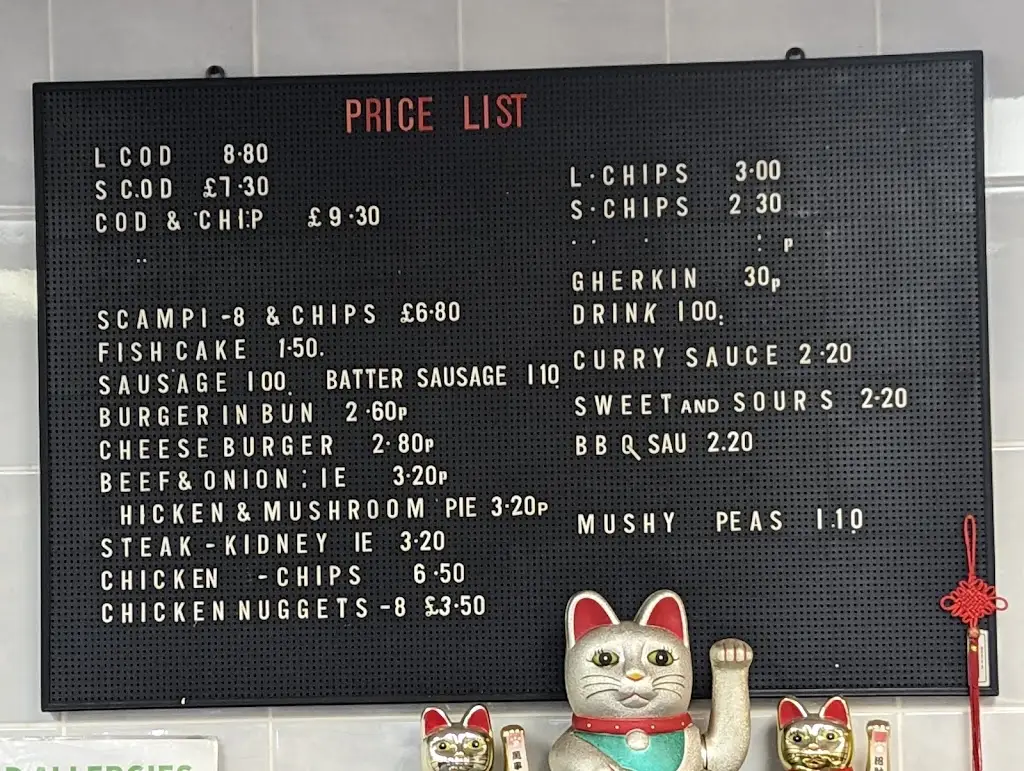 PRICE LIST
L COD 8.80
S C.OD £7.30
COD & CHIP £9.30
SCAMPI -8 & CHIPS £6.80
FISH CAKE 1.50.
SAUSAGE 100 BATTER SAUSAGE 110
BURGER IN BUN 2.60p
CHEESE BURGER 2.80p
BEEF & ONION : IE 3.20p
HICKEN & MUSHROOM PIE 3.20p
STEAK - KIDNEY IE 3.20
CHICKEN - CHIPS 6.50
CHICKEN NUGGETS -8 £3.50
L. CHIPS 3.00
S. CHIPS 2 30
p
GHERKIN 30p
DRINK 100
CURRY SAUCE 2.20
SWEET AND SOUR S 2-20
BBQ SAU 2.20
MUSHY PEAS 1.10
ALLERGIES